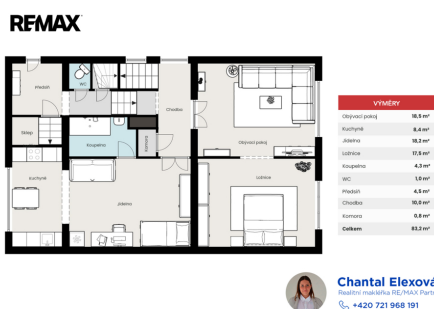 RE/MAX
Předsíň
WC
Chodba
Sklep
Koupelna
Komora
Obývací pokoj
Kuchyně
Jídelna
Ložnice
VÝMĚRY
Obývací pokoj 18,5 m²
Kuchyně 8,4 m²
Jídelna 18,2 m²
Ložnice 17,5 m²
Koupelna 4,3 m²
WC 1,0 m²
Předsíň 4,5 m²
Chodba 10,0 m²
Komora 0,8 m²
Celkem 83,2 m²
Chantal Elexová
Realitní makléřka RE/MAX Partn
+420 721 968 191